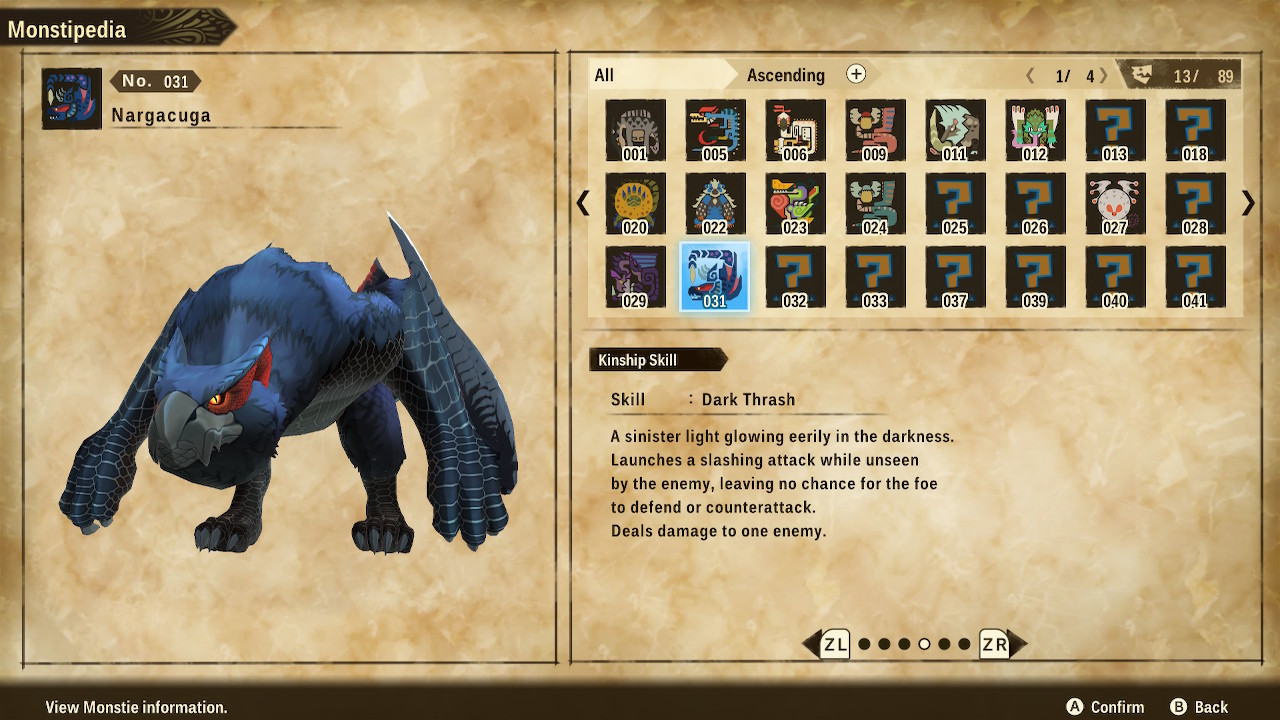 Monstipedia
No. 031
Nargacuga
All
Ascending
1/ 4
13/ 89
001 005 006 009 011 012 ? 013 ? 018
020 022 023 024 ? 025 ? 026 027 ? 028
029 031 ? 032 ? 033 ? 037 ? 039 ? 040 ? 041
Kinship Skill
Skill : Dark Thrash
A sinister light glowing eerily in the darkness.
Launches a slashing attack while unseen
by the enemy, leaving no chance for the foe
to defend or counterattack.
Deals damage to one enemy.
ZL ZR
View Monstie information.
A Confirm B Back